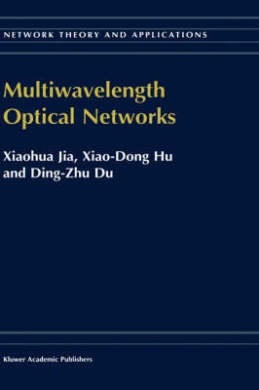 NETWORK THEORY AND APPLICATIONS
Multiwavelength
Optical Networks
Xiaohua Jia, Xiao-Dong Hu
and Ding-Zhu Du
Kluwer Academic Publishers